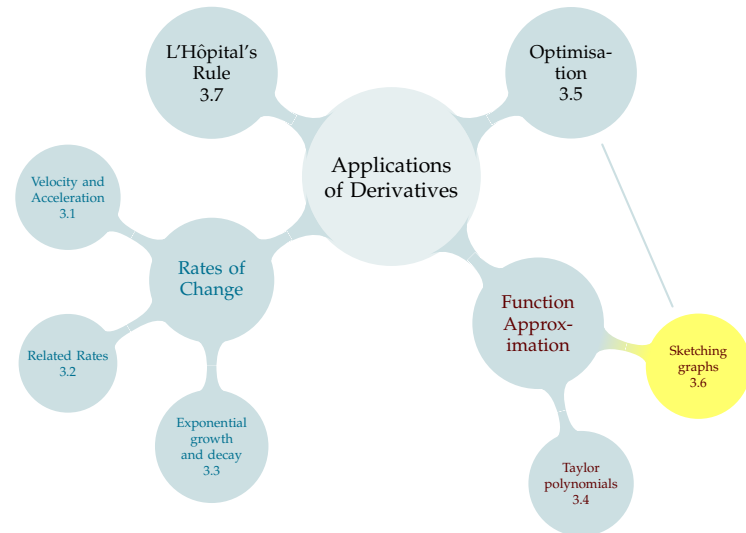 L'Hôpital's
Rule
3.7
Optimisa-
tion
3.5
Applications
of Derivatives
Velocity and
Acceleration
3.1
Rates of
Change
Related Rates
3.2
Exponential
growth
and decay
3.3
Function
Approx-
imation
Sketching
graphs
3.6
Taylor
polynomials
3.4